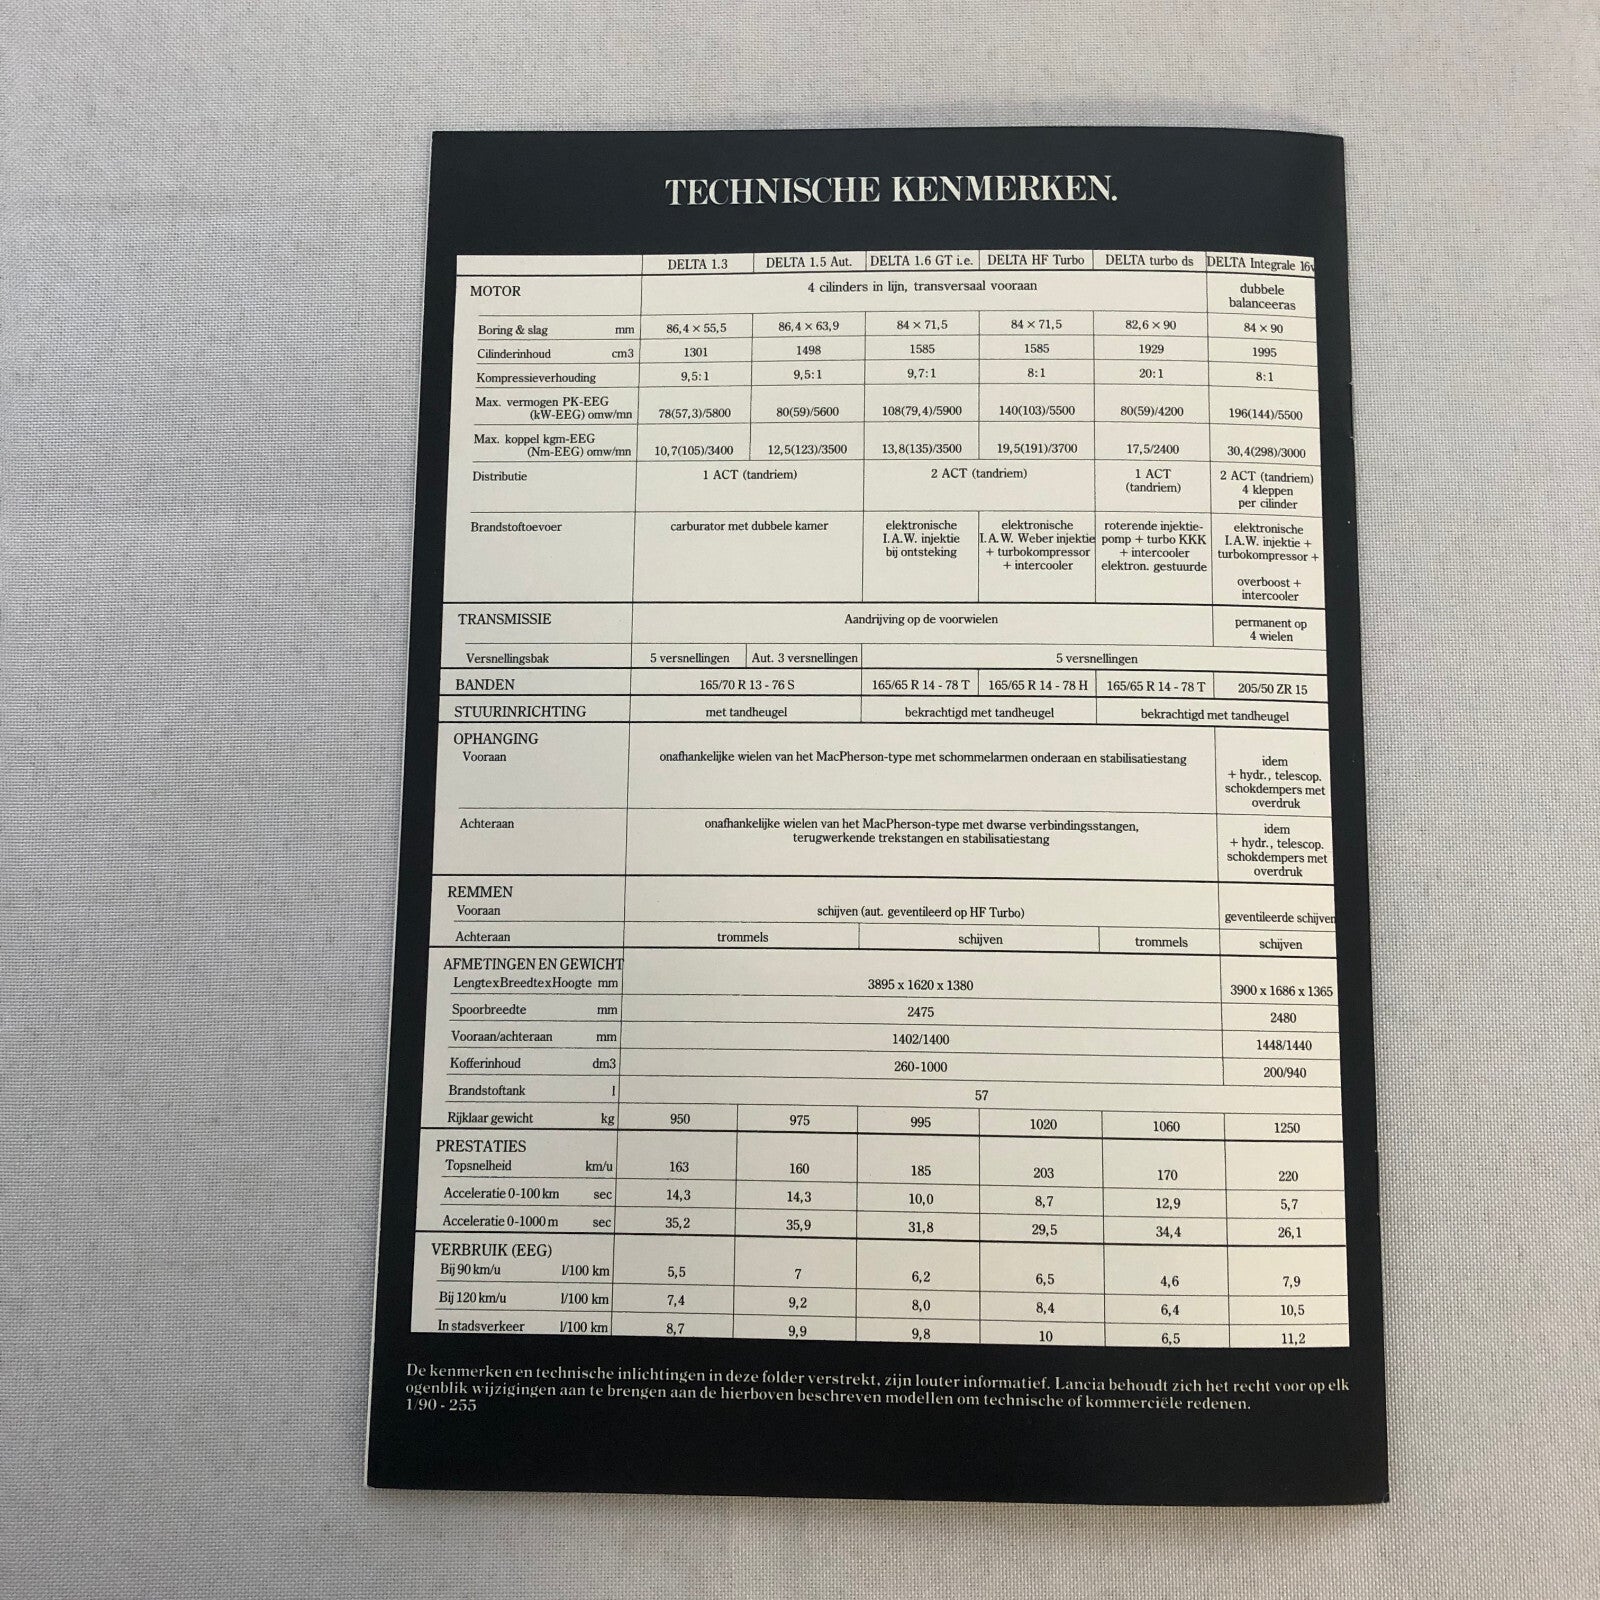 TECHNISCHE KENMERKEN.
DELTA 1.3 DELTA 1.5 Aut. DELTA 1.6 GT i.e. DELTA HF Turbo DELTA turbo ds DELTA Integrale 16v
MOTOR 4 cilinders in lijn, transversaal vooraan dubbele
balanceeras
Boring & slag mm 86,4 × 55,5 86,4 × 63,9 84 × 71,5 84 × 71,5 82,6 × 90 84 × 90
Cilinderinhoud cm3 1301 1498 1585 1585 1929 1995
Kompressieverhouding 9,5:1 9,5:1 9,7:1 8:1 20:1 8:1
Max. vermogen PK-EEG
(kW-EEG) omw/mn 78(57,3)/5800 80(59)/5600 108(79,4)/5900 140(103)/5500 80(59)/4200 196(144)/5500
Max. koppel kgm-EEG
(Nm-EEG) omw/mn 10,7(105)/3400 12,5(123)/3500 13,8(135)/3500 19,5(191)/3700 17,5/2400 30,4(298)/3000
Distributie 1 ACT (tandriem) 2 ACT (tandriem) 1 ACT 2 ACT (tandriem)
(tandriem) 4 kleppen
per cilinder
Brandstoftoevoer carburator met dubbele kamer elektronische elektronische roterende injektie- elektronische
I.A.W. injektie I.A.W. Weber injektie pomp + turbo KKK I.A.W. injektie +
bij ontsteking + turbokompressor + intercooler turbokompressor +
+ intercooler elektron. gestuurde
overboost +
intercooler
TRANSMISSIE Aandrijving op de voorwielen permanent op
4 wielen
Versnellingsbak 5 versnellingen Aut. 3 versnellingen 5 versnellingen
BANDEN 165/70 R 13 - 76 S 165/65 R 14 - 78 T 165/65 R 14 - 78 H 165/65 R 14 - 78 T 205/50 ZR 15
STUURINRICHTING met tandheugel bekrachtigd met tandheugel bekrachtigd met tandheugel
OPHANGING
Vooraan onafhankelijke wielen van het MacPherson-type met schommelarmen onderaan en stabilisatiestang idem
+ hydr., telescop.
schokdempers met
overdruk
Achteraan onafhankelijke wielen van het MacPherson-type met dwarse verbindingsstangen, idem
terugwerkende trekstangen en stabilisatiestang + hydr., telescop.
schokdempers met
overdruk
REMMEN
Vooraan schijven (aut. geventileerd op HF Turbo) geventileerde schijven
Achteraan trommels schijven trommels schijven
AFMETINGEN EN GEWICHT
LengtexBreedtexHoogte mm 3895 x 1620 x 1380 3900 x 1686 x 1365
Spoorbreedte mm 2475 2480
Vooraan/achteraan mm 1402/1400 1448/1440
Kofferinhoud dm3 260-1000 200/940
Brandstoftank l 57
Rijklaar gewicht kg 950 975 995 1020 1060 1250
PRESTATIES
Topsnelheid km/u 163 160 185 203 170 220
Acceleratie 0-100 km sec 14,3 14,3 10,0 8,7 12,9 5,7
Acceleratie 0-1000 m sec 35,2 35,9 31,8 29,5 34,4 26,1
VERBRUIK (EEG)
Bij 90 km/u l/100 km 5,5 7 6,2 6,5 4,6 7,9
Bij 120 km/u l/100 km 7,4 9,2 8,0 8,4 6,4 10,5
In stadsverkeer l/100 km 8,7 9,9 9,8 10 6,5 11,2
De kenmerken en technische inlichtingen in deze folder verstrekt, zijn louter informatief. Lancia behoudt zich het recht voor op elk
ogenblik wijzigingen aan te brengen aan de hierboven beschreven modellen om technische of kommerciële redenen.
1/90 - 255